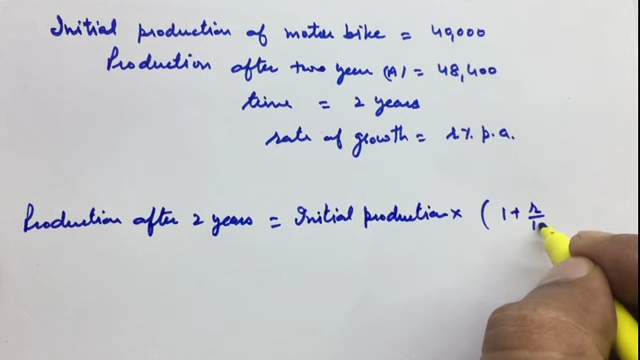 Initial production of motor bike = 40,000
Production after two year (A) = 48,400
time = 2 years
rate of growth = r% p.a.
Production after 2 years = Initial production × ( 1 + r/10